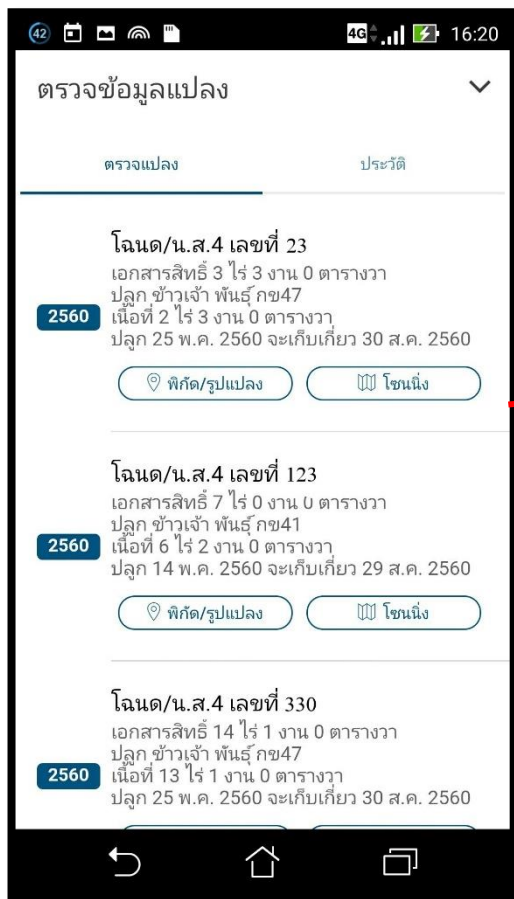 42 4G 16:20
ตรวจข้อมูลแปลง
ตรวจแปลง ประวัติ
โฉนด/น.ส.4 เลขที่ 23
เอกสารสิทธิ์ 3 ไร่ 3 งาน 0 ตารางวา
ปลูก ข้าวเจ้า พันธุ์ กข47
2560 เนื้อที่ 2 ไร่ 3 งาน 0 ตารางวา
ปลูก 25 พ.ค. 2560 จะเก็บเกี่ยว 30 ส.ค. 2560
พิกัด/รูปแปลง โซนนิ่ง
โฉนด/น.ส.4 เลขที่ 123
เอกสารสิทธิ์ 7 ไร่ 0 งาน 0 ตารางวา
ปลูก ข้าวเจ้า พันธุ์ กข41
2560 เนื้อที่ 6 ไร่ 2 งาน 0 ตารางวา
ปลูก 14 พ.ค. 2560 จะเก็บเกี่ยว 29 ส.ค. 2560
พิกัด/รูปแปลง โซนนิ่ง
โฉนด/น.ส.4 เลขที่ 330
เอกสารสิทธิ์ 14 ไร่ 1 งาน 0 ตารางวา
ปลูก ข้าวเจ้า พันธุ์ กข47
2560 เนื้อที่ 13 ไร่ 1 งาน 0 ตารางวา
ปลูก 25 พ.ค. 2560 จะเก็บเกี่ยว 30 ส.ค. 2560